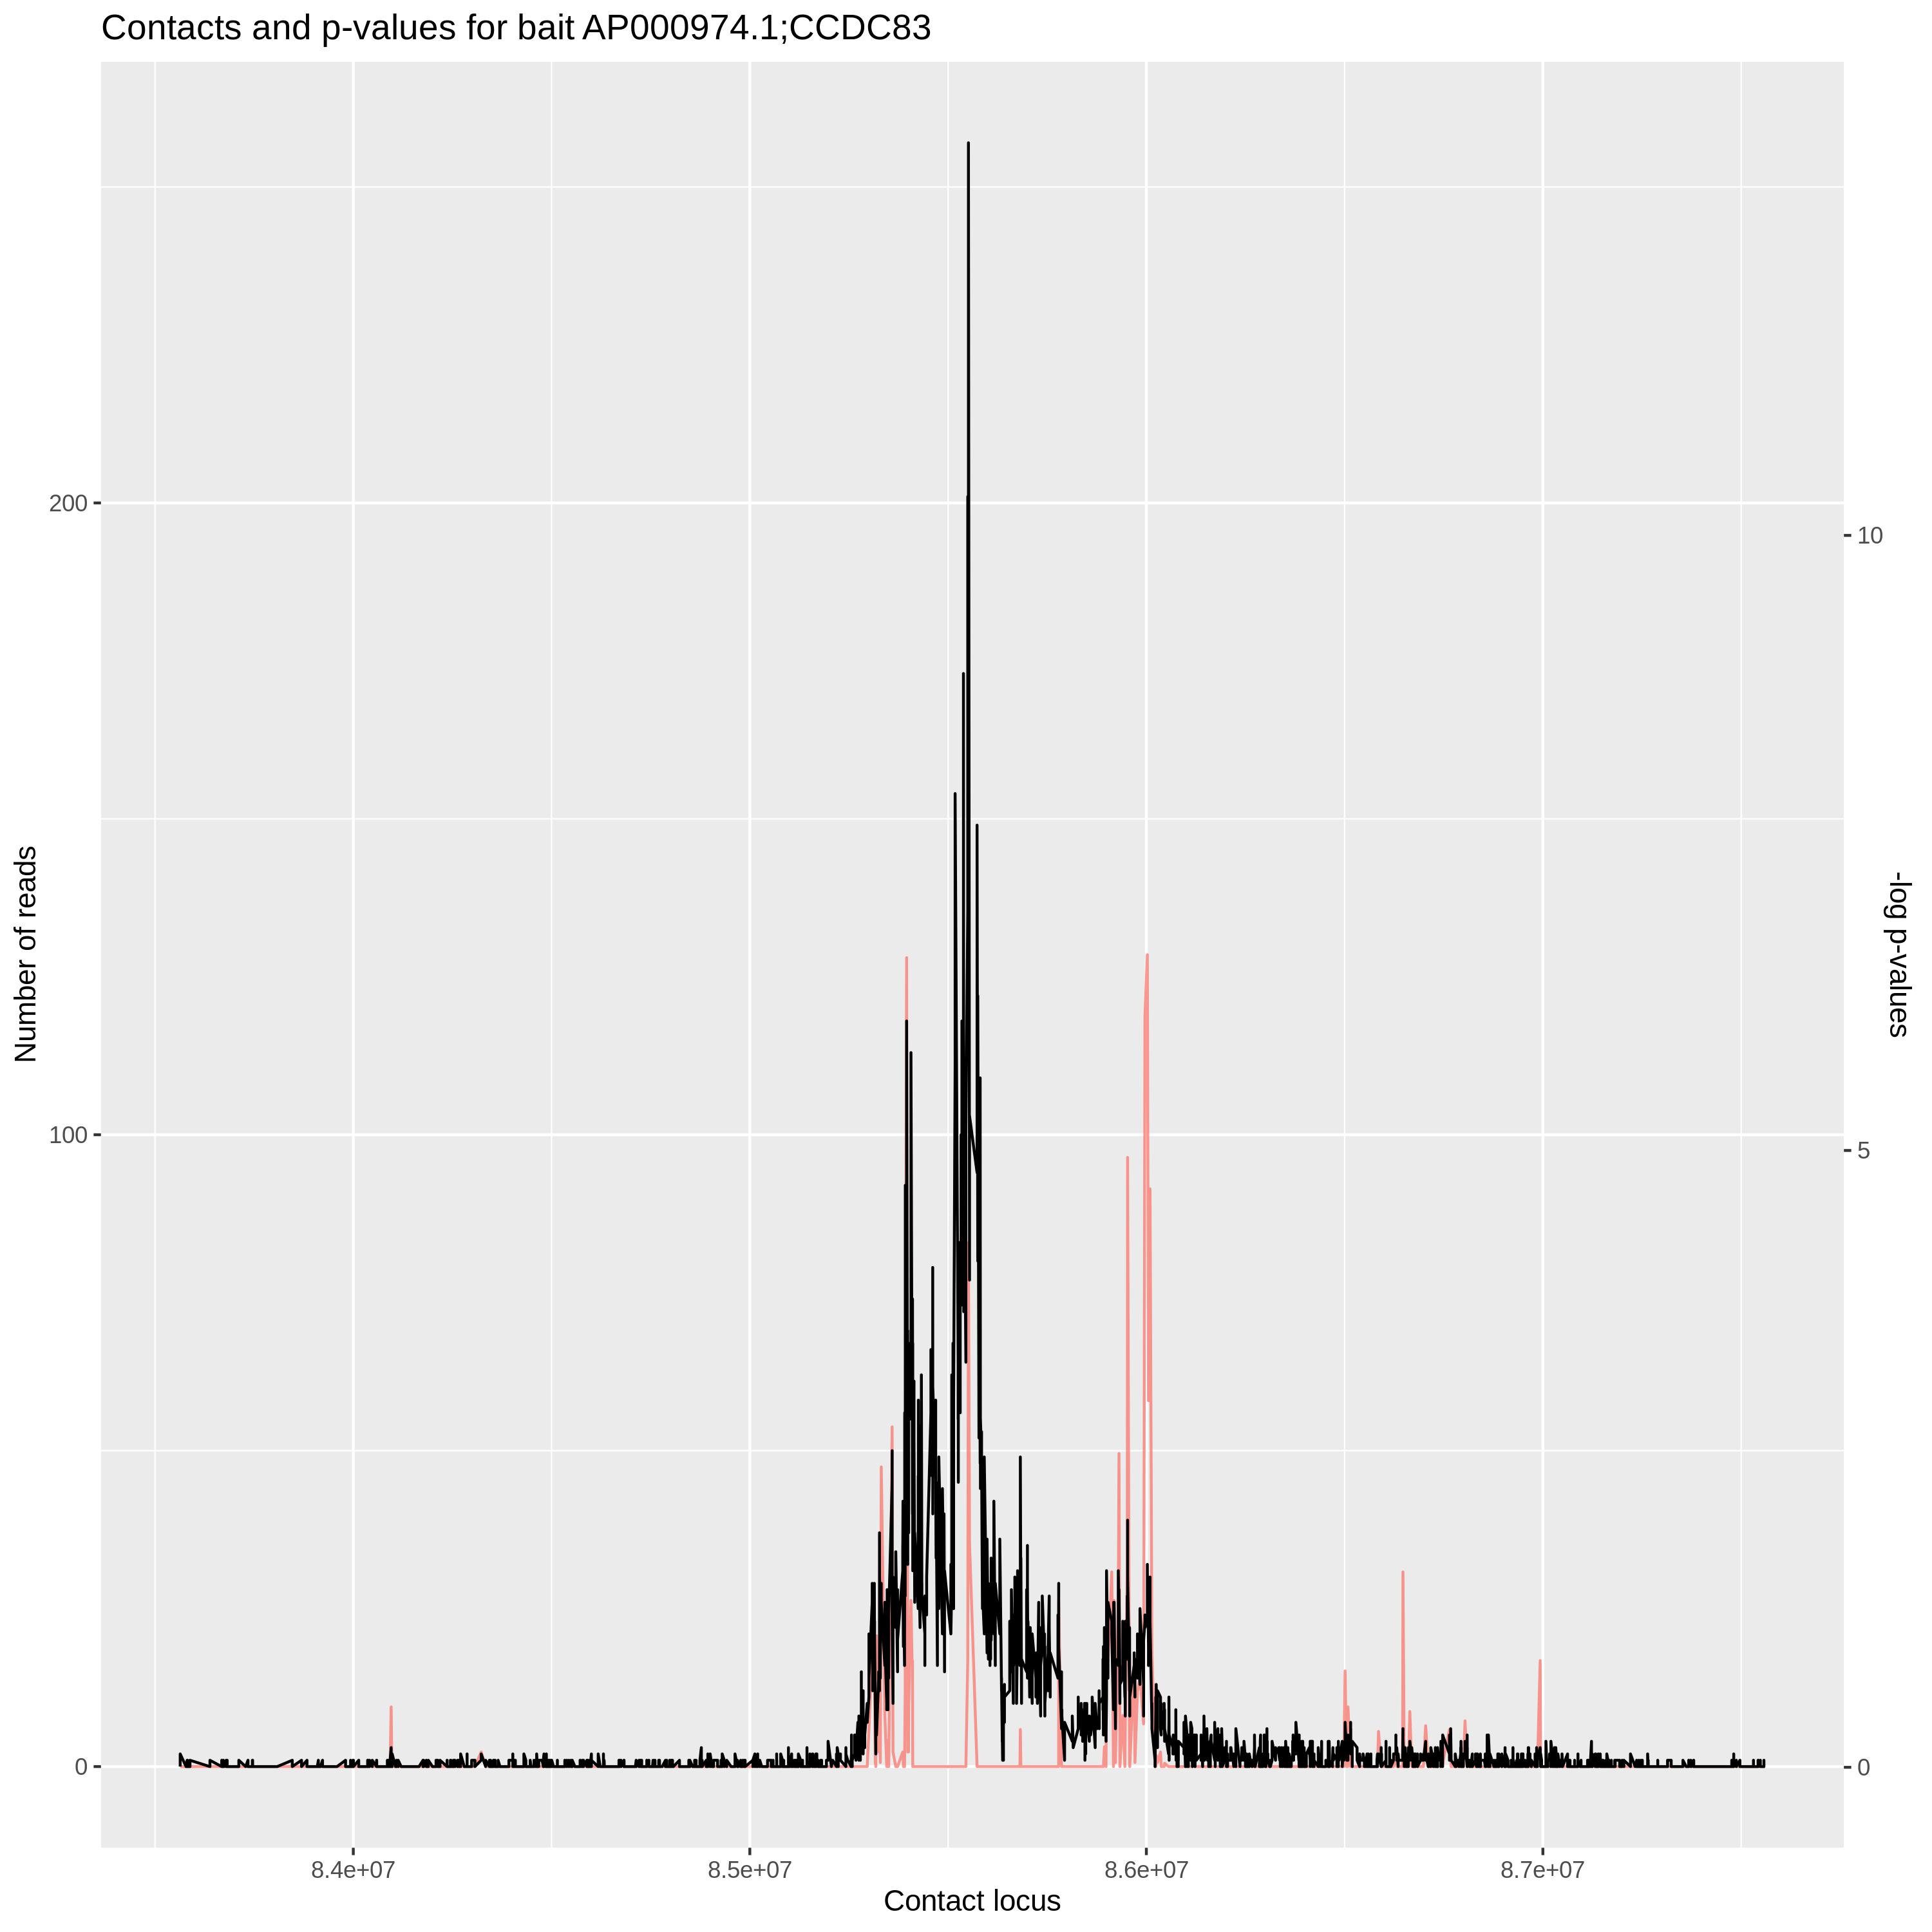 Contacts and p-values for bait AP000974.1;CCDC83
Number of reads
200
100
0
10
5
0
-log p-values
8.4e+07
8.5e+07
8.6e+07
8.7e+07
Contact locus